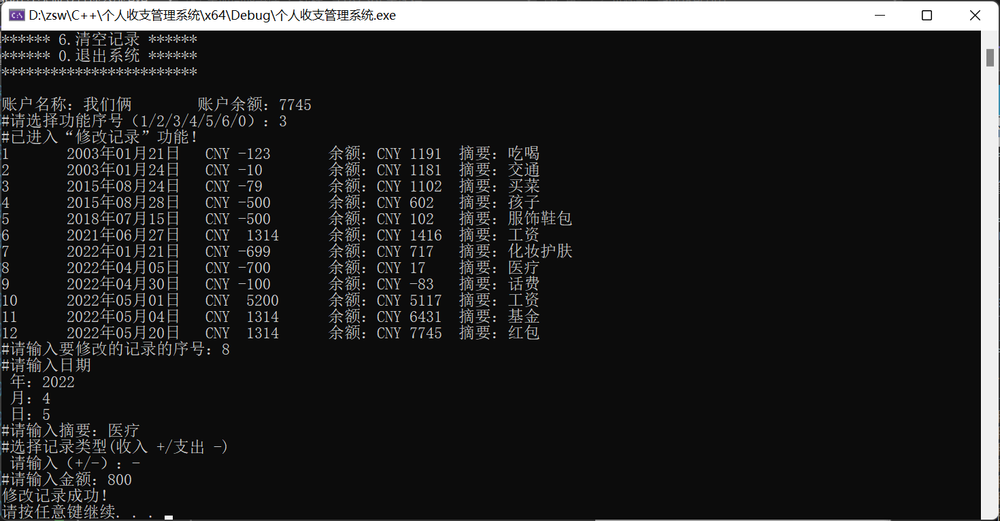 D:\zsw\C++\个人收支管理系统\x64\Debug\个人收支管理系统.exe
****** 6.清空记录 ******
****** 0.退出系统 ******
************************
账户名称：我们俩 账户余额：7745
#请选择功能序号（1/2/3/4/5/6/0）：3
#已进入“修改记录”功能！
1 2003年01月21日 CNY -123 余额：CNY 1191 摘要：吃喝
2 2003年01月24日 CNY -10 余额：CNY 1181 摘要：交通
3 2015年08月24日 CNY -79 余额：CNY 1102 摘要：买菜
4 2015年08月28日 CNY -500 余额：CNY 602 摘要：孩子
5 2018年07月15日 CNY -500 余额：CNY 102 摘要：服饰鞋包
6 2021年06月27日 CNY 1314 余额：CNY 1416 摘要：工资
7 2022年01月21日 CNY -699 余额：CNY 717 摘要：化妆护肤
8 2022年04月05日 CNY -700 余额：CNY 17 摘要：医疗
9 2022年04月30日 CNY -100 余额：CNY -83 摘要：话费
10 2022年05月01日 CNY 5200 余额：CNY 5117 摘要：工资
11 2022年05月04日 CNY 1314 余额：CNY 6431 摘要：基金
12 2022年05月20日 CNY 1314 余额：CNY 7745 摘要：红包
#请输入要修改的记录的序号：8
#请输入日期
年：2022
月：4
日：5
#请输入摘要：医疗
#选择记录类型(收入 +/支出 -)
请输入（+/-）：-
#请输入金额：800
修改记录成功！
请按任意键继续. . .